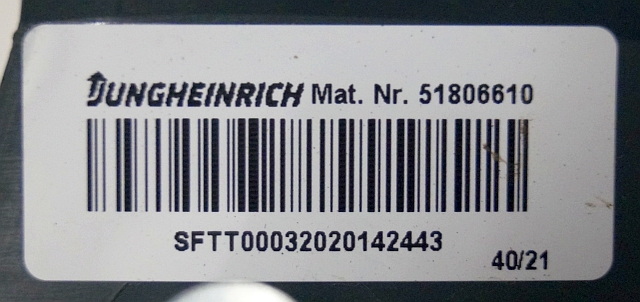 JUNGHEINRICH Mat. Nr. 51806610
SFTT00032020142443
40/21